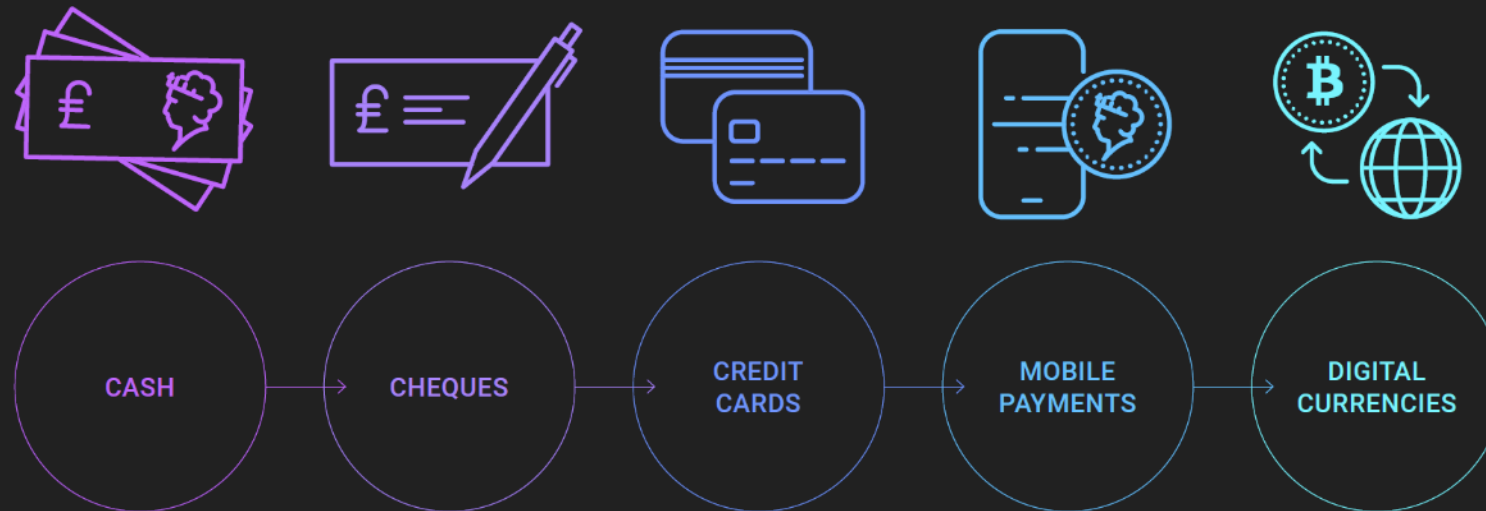 £
£
₿
CASH
CHEQUES
CREDIT
CARDS
MOBILE
PAYMENTS
DIGITAL
CURRENCIES